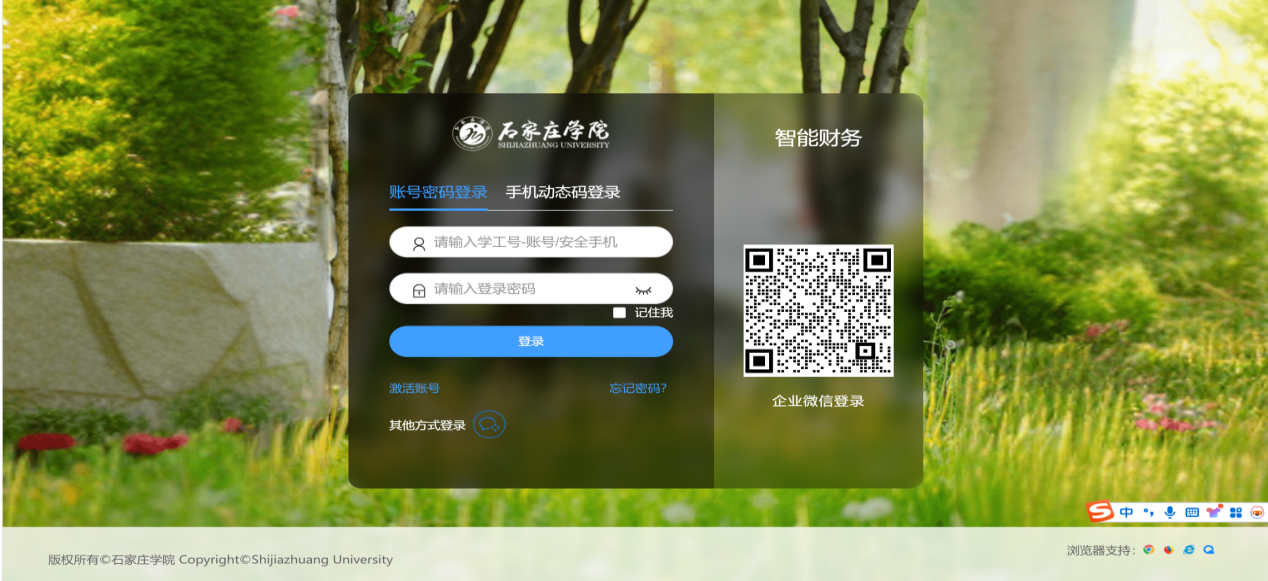 石家庄学院
SHIJIAZHUANG UNIVERSITY
智能财务
账号密码登录 手机动态码登录
请输入学工号-账号/安全手机
请输入登录密码
记住我
登录
激活账号 忘记密码?
其他方式登录
企业微信登录
中
浏览器支持:
版权所有©石家庄学院 Copyright©Shijiazhuang University